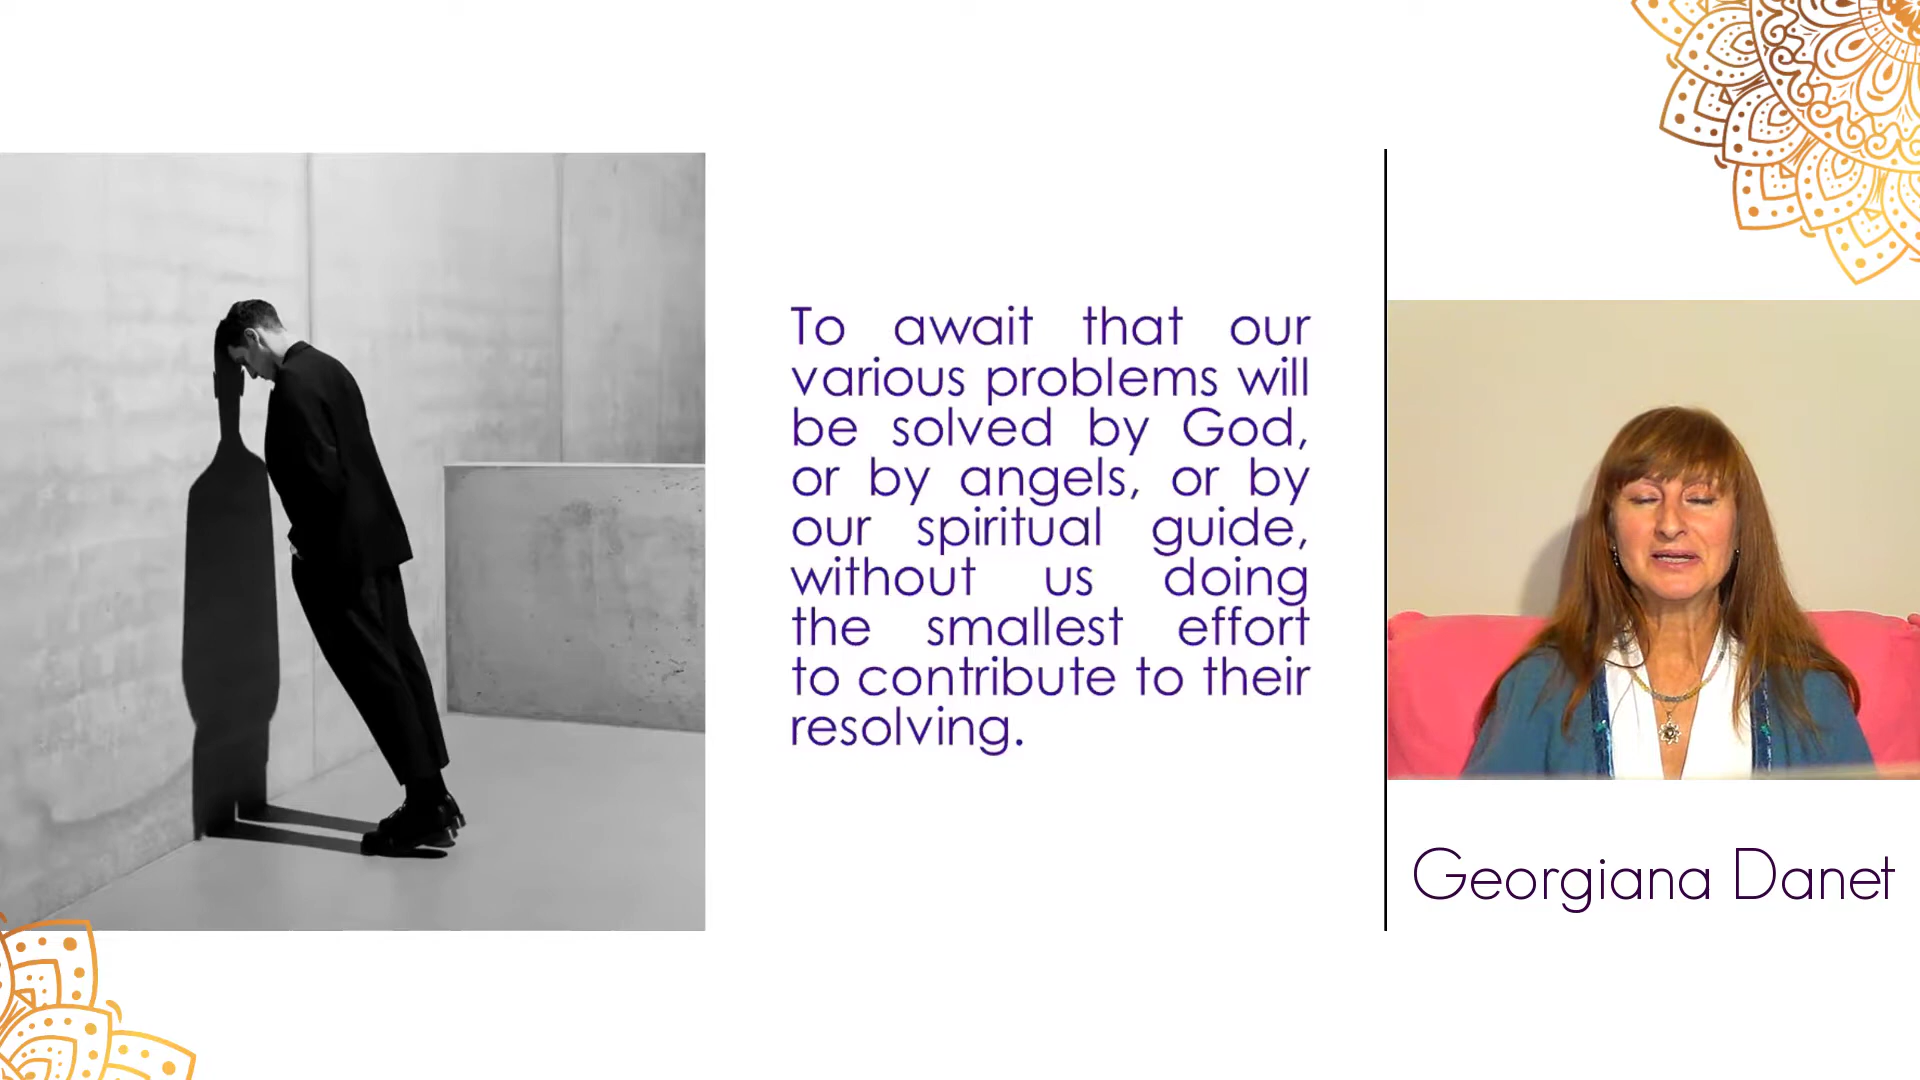 To await that our
various problems will
be solved by God,
or by angels, or by
our spiritual guide,
without us doing
the smallest effort
to contribute to their
resolving.
Georgiana Danet